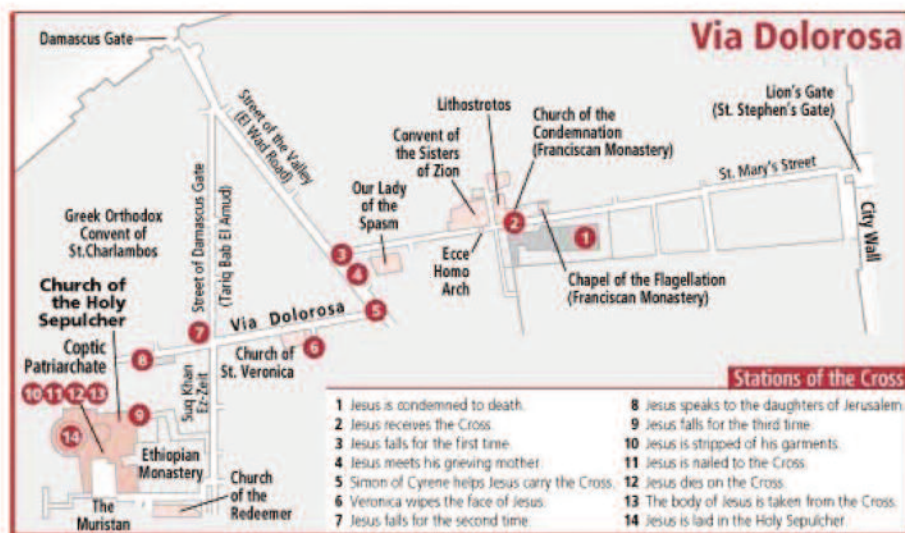 Via Dolorosa
Damascus Gate
Lion's Gate
(St. Stephen's Gate)
Lithostrotos
Church of the
Condemnation
(Franciscan Monastery)
Convent of
the Sisters
of Zion
Street of the Valley
(El Wad Road)
St. Mary's Street
Our Lady
of the
Spasm
2
1
City Wall
Greek Orthodox
Convent of
St.Charlambos
Street of Damascus Gate
(Tariq Bab El Amud)
3
4
Ecce
Homo
Arch
Chapel of the Flagellation
(Franciscan Monastery)
Church of
the Holy
Sepulcher
5
7
Via Dolorosa
6
Church of
St. Veronica
Coptic
Patriarchate
8
10 11 12 13
Suq Khan
Ez-Zeit
9
14
Ethiopian
Monastery
Church
of the
Redeemer
The
Muristan
Stations of the Cross
1 Jesus is condemned to death.
2 Jesus receives the Cross.
3 Jesus falls for the first time.
4 Jesus meets his grieving mother.
5 Simon of Cyrene helps Jesus carry the Cross.
6 Veronica wipes the face of Jesus.
7 Jesus falls for the second time.
8 Jesus speaks to the daughters of Jerusalem.
9 Jesus falls for the third time.
10 Jesus is stripped of his garments.
11 Jesus is nailed to the Cross.
12 Jesus dies on the Cross.
13 The body of Jesus is taken from the Cross.
14 Jesus is laid in the Holy Sepulcher